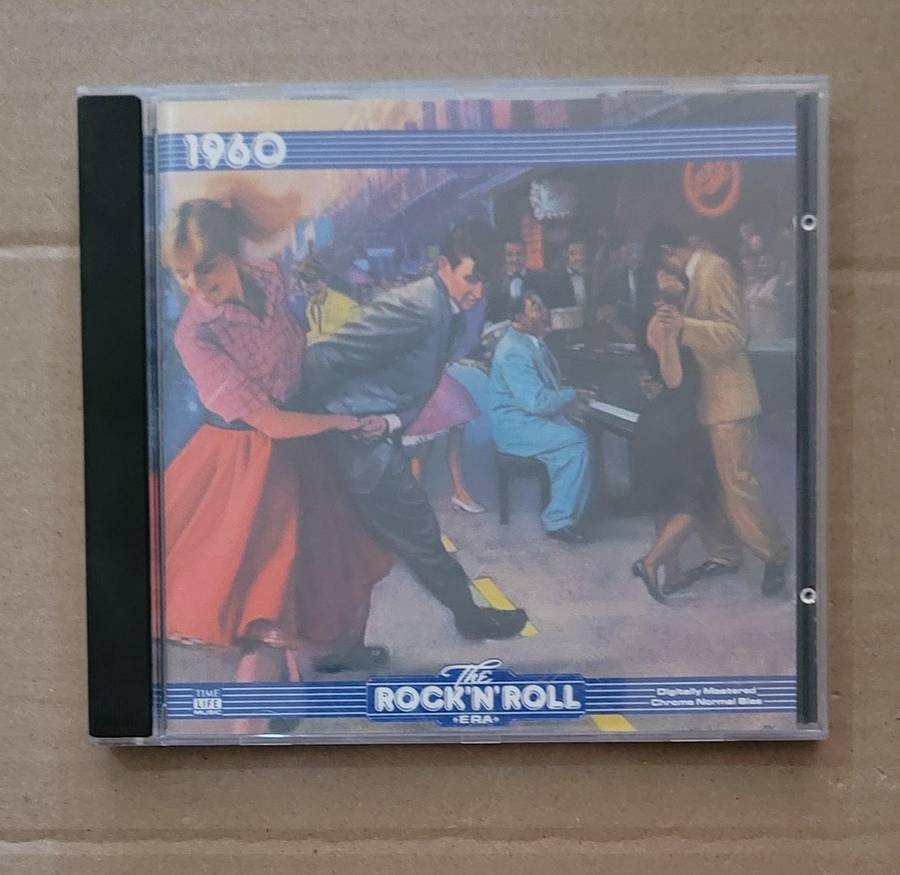 1960
TIME
LIFE
MUSIC
The
ROCK'N'ROLL
ERA
Digitally Mastered
Chrome Normal Bias